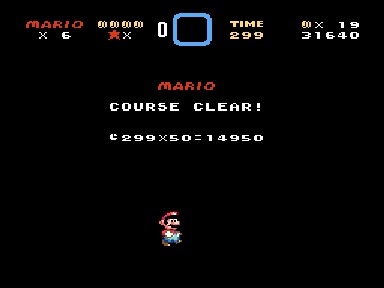 MARIO TIME × 19
× 6 ★× 0 299 31640
MARIO
COURSE CLEAR!
299×50=14950